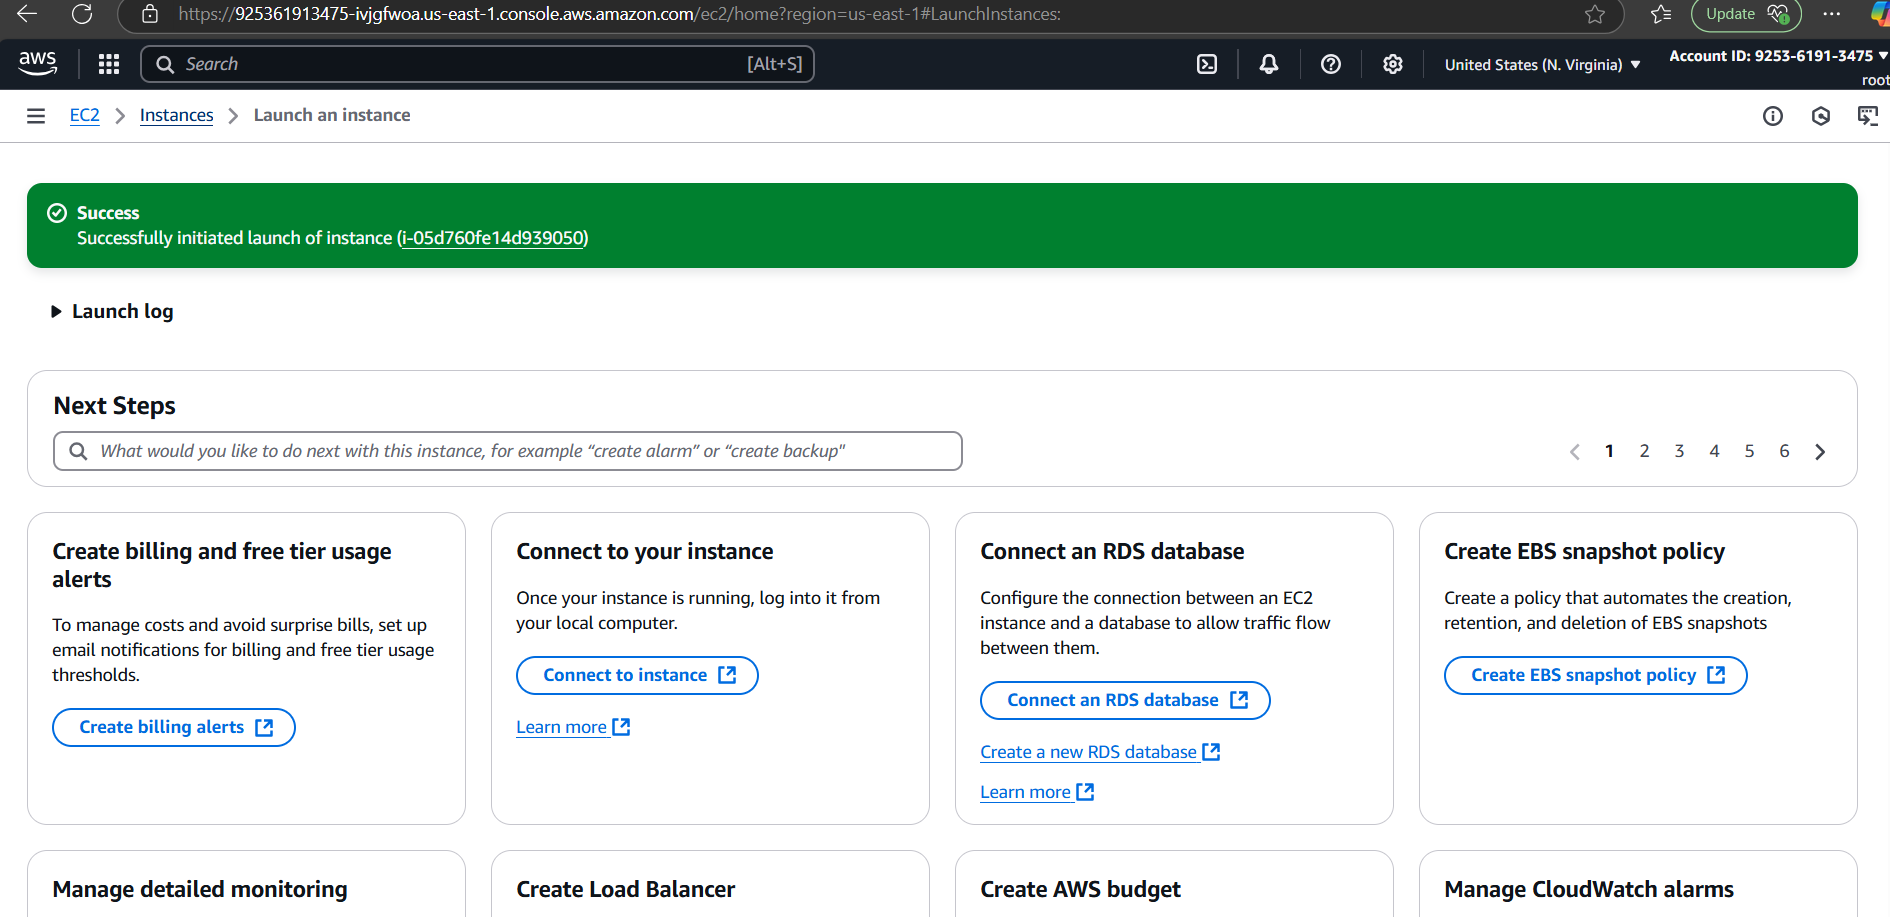 https://925361913475-ivjgfwoa.us-east-1.console.aws.amazon.com/ec2/home?region=us-east-1#LaunchInstances:
Update
aws
Search
[Alt+S]
United States (N. Virginia)
Account ID: 9253-6191-3475
root
EC2
Instances
Launch an instance
Success
Successfully initiated launch of instance (i-05d760fe14d939050)
Launch log
Next Steps
What would you like to do next with this instance, for example “create alarm” or “create backup"
1 2 3 4 5 6
Create billing and free tier usage
alerts
To manage costs and avoid surprise bills, set up
email notifications for billing and free tier usage
thresholds.
Create billing alerts
Connect to your instance
Once your instance is running, log into it from
your local computer.
Connect to instance
Learn more
Connect an RDS database
Configure the connection between an EC2
instance and a database to allow traffic flow
between them.
Connect an RDS database
Create a new RDS database
Learn more
Create EBS snapshot policy
Create a policy that automates the creation,
retention, and deletion of EBS snapshots
Create EBS snapshot policy
Manage detailed monitoring
Create Load Balancer
Create AWS budget
Manage CloudWatch alarms